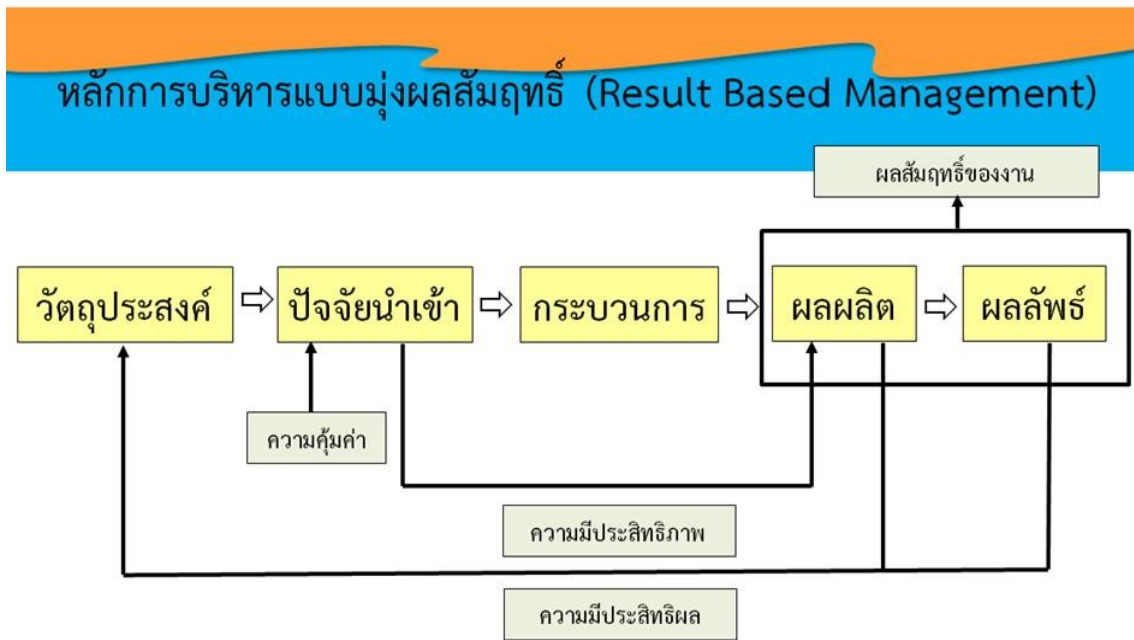 หลักการบริหารแบบมุ่งผลสัมฤทธิ์ (Result Based Management)
ผลสัมฤทธิ์ของงาน
วัตถุประสงค์
ปัจจัยนำเข้า
กระบวนการ
ผลผลิต
ผลลัพธ์
ความคุ้มค่า
ความมีประสิทธิภาพ
ความมีประสิทธิผล